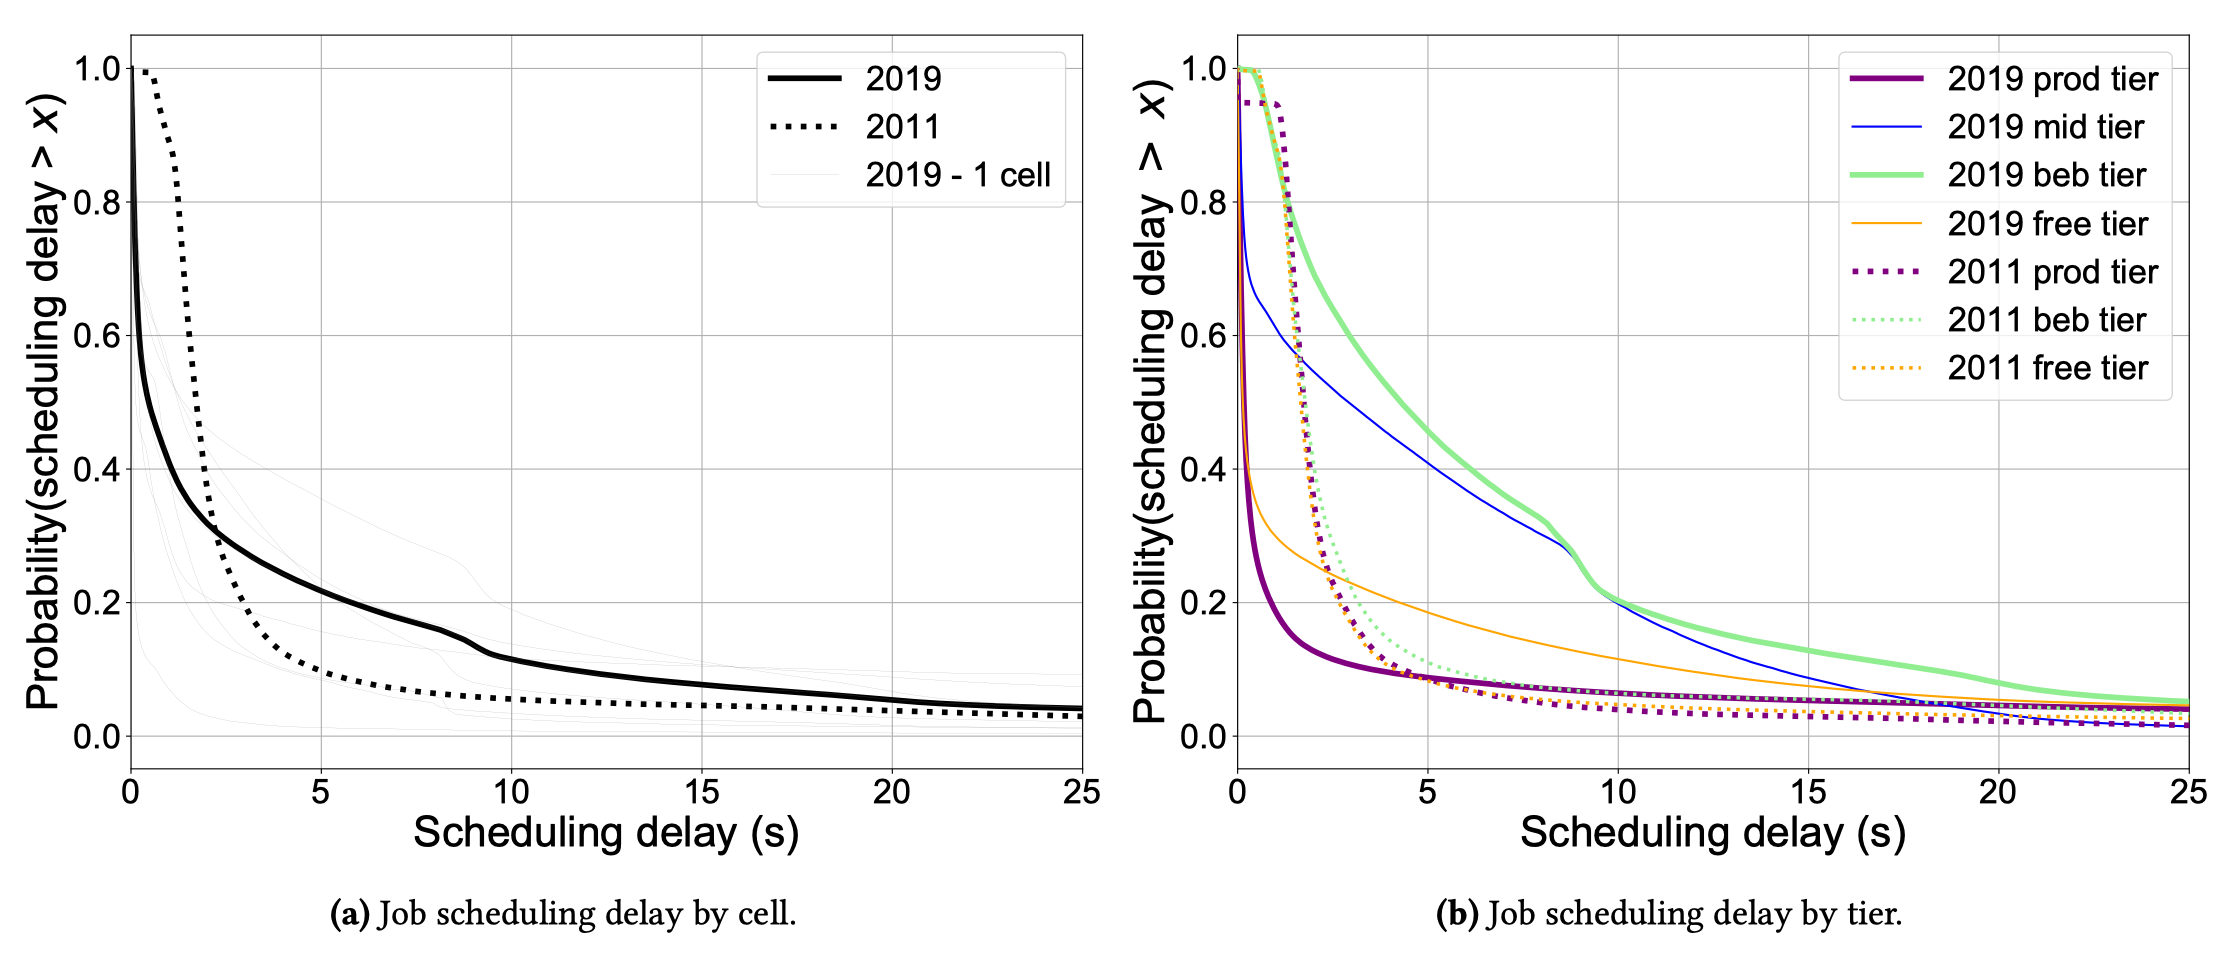 Probability(scheduling delay > x)
1.0
0.8
0.6
0.4
0.2
0.0
0 5 10 15 20 25
Scheduling delay (s)
2019
2011
2019 - 1 cell
(a) Job scheduling delay by cell.
Probability(scheduling delay > x)
1.0
0.8
0.6
0.4
0.2
0.0
0 5 10 15 20 25
Scheduling delay (s)
2019 prod tier
2019 mid tier
2019 beb tier
2019 free tier
2011 prod tier
2011 beb tier
2011 free tier
(b) Job scheduling delay by tier.